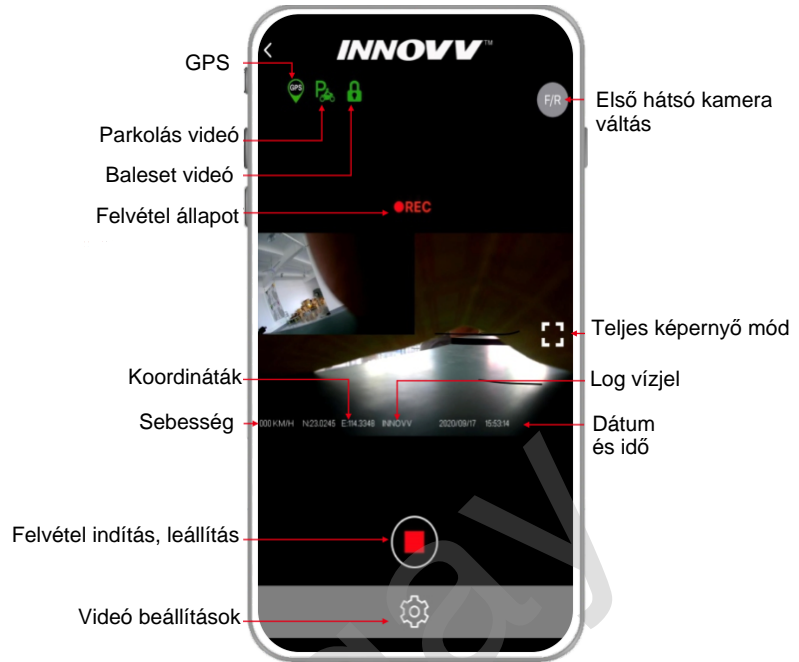 INNOVV™
GPS
GPS
P
F/R
Első hátsó kamera
váltás
Parkolás videó
Baleset videó
Felvétel állapot
REC
Teljes képernyő mód
Koordináták
Log vízjel
Sebesség
000 KM/H N:23.0245 E:114.3348 INNOVV 2020/09/17 15:53:14
Dátum
és idő
Felvétel indítás, leállítás
Videó beállítások